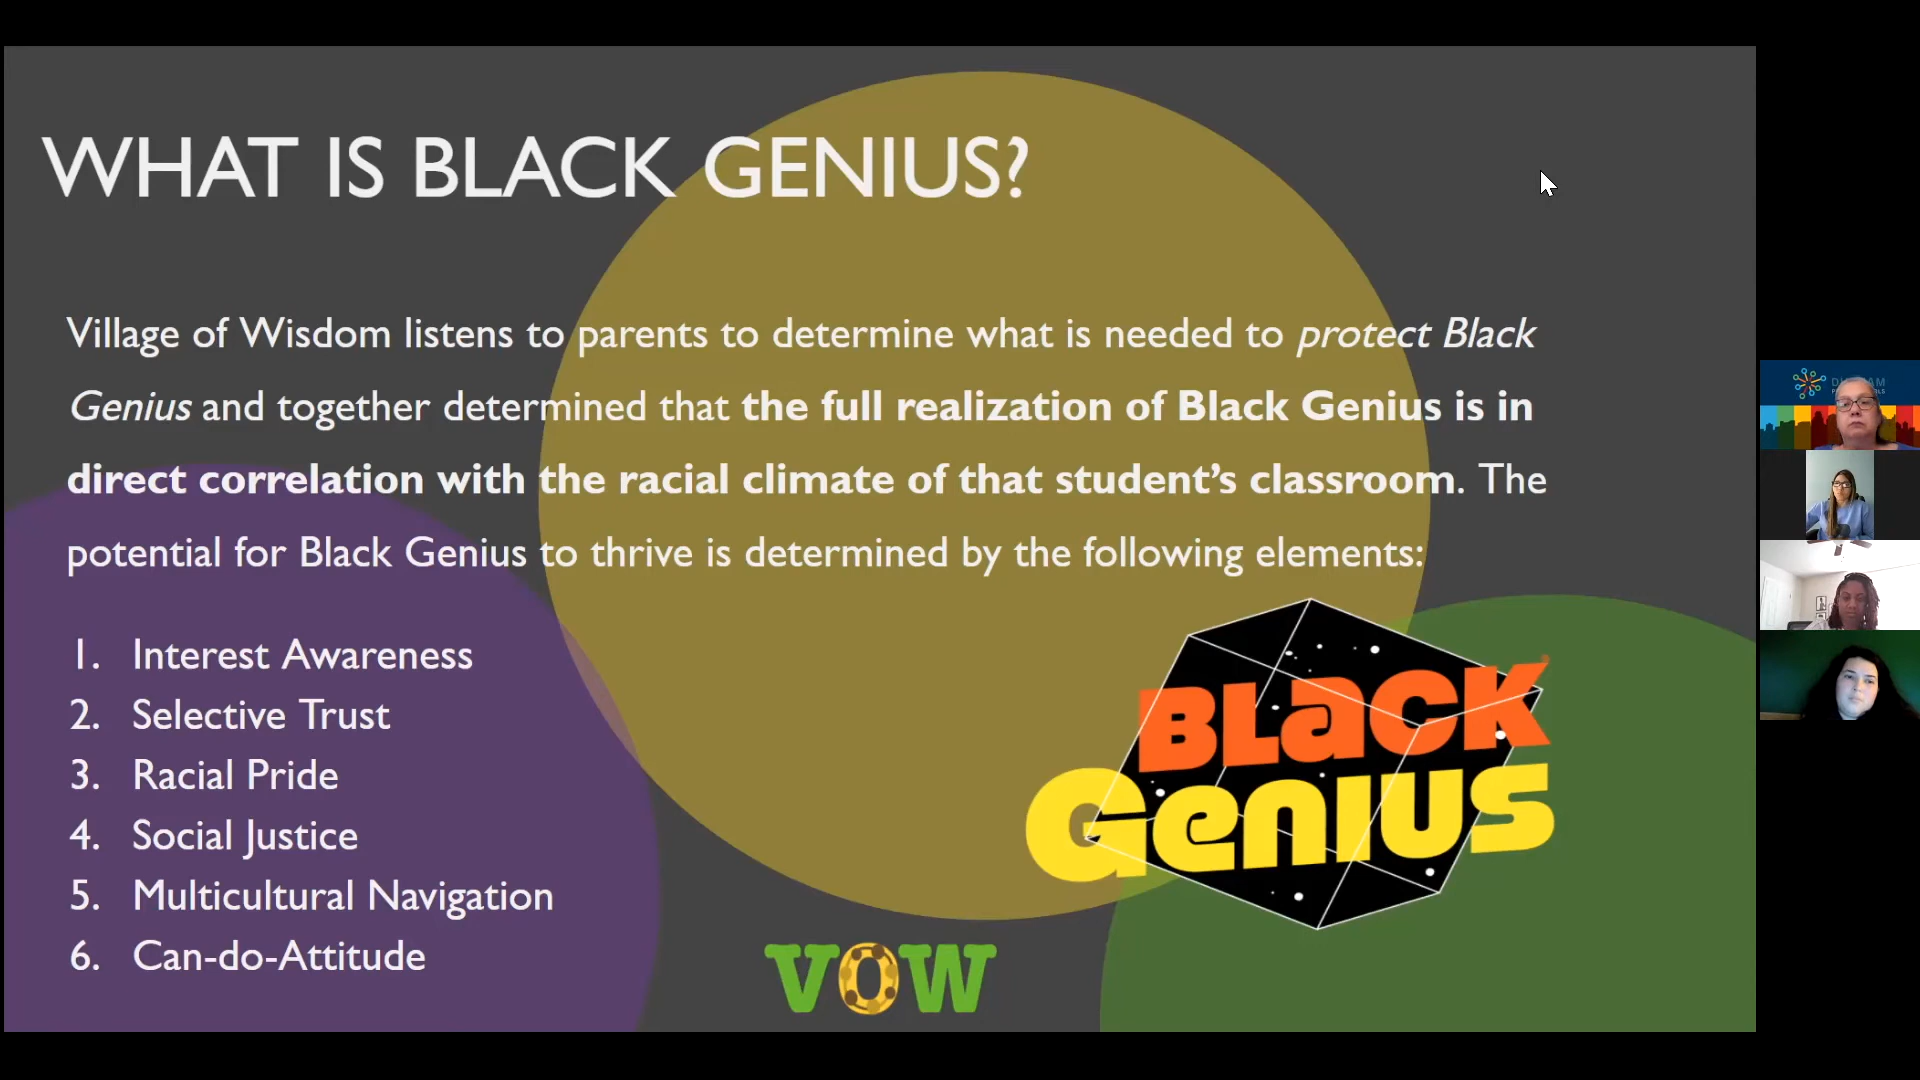 WHAT IS BLACK GENIUS?
Village of Wisdom listens to parents to determine what is needed to protect Black
Genius and together determined that the full realization of Black Genius is in
direct correlation with the racial climate of that student’s classroom. The
potential for Black Genius to thrive is determined by the following elements:
1. Interest Awareness
2. Selective Trust
3. Racial Pride
4. Social Justice
5. Multicultural Navigation
6. Can-do-Attitude
BLaCK
GeNIUS
VOW